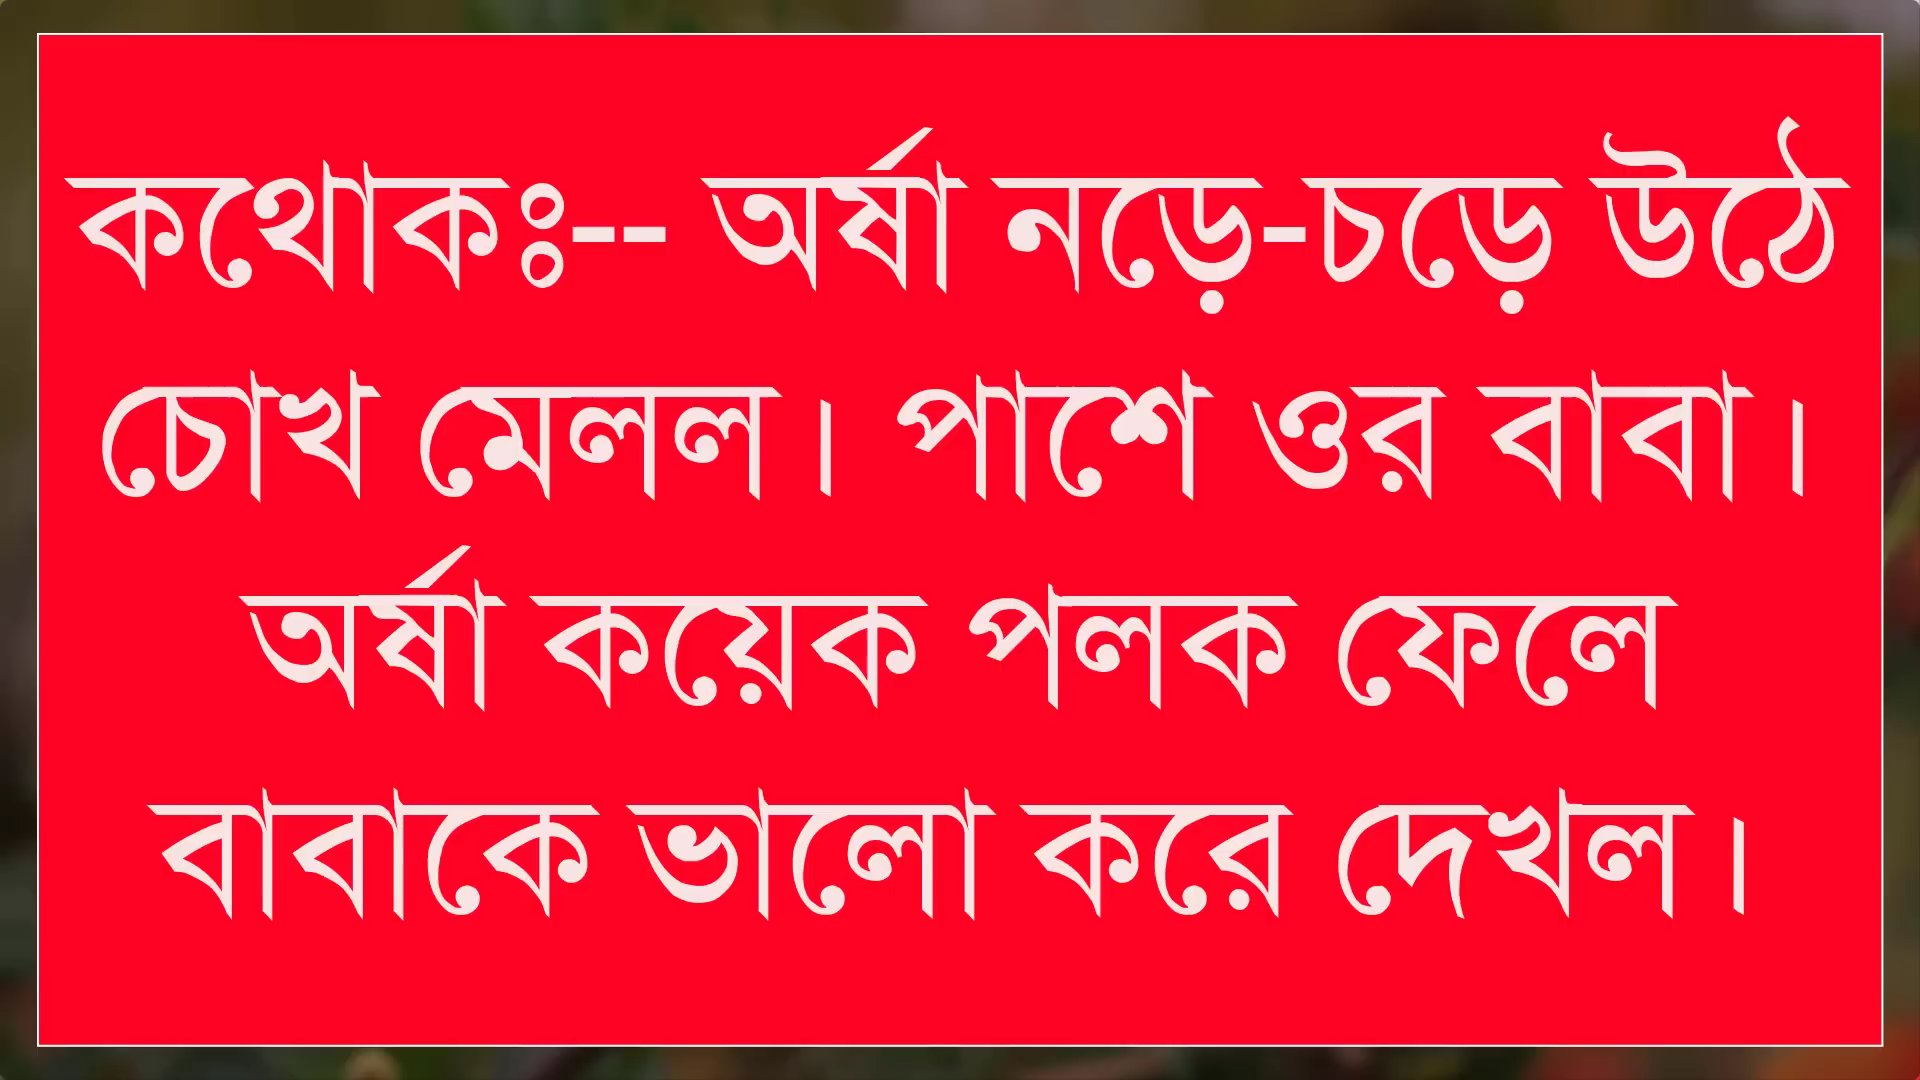 কথোকঃ-- অর্ষা নড়ে-চড়ে উঠে
চোখ মেলল। পাশে ওর বাবা।
অর্ষা কয়েক পলক ফেলে
বাবাকে ভালো করে দেখল।